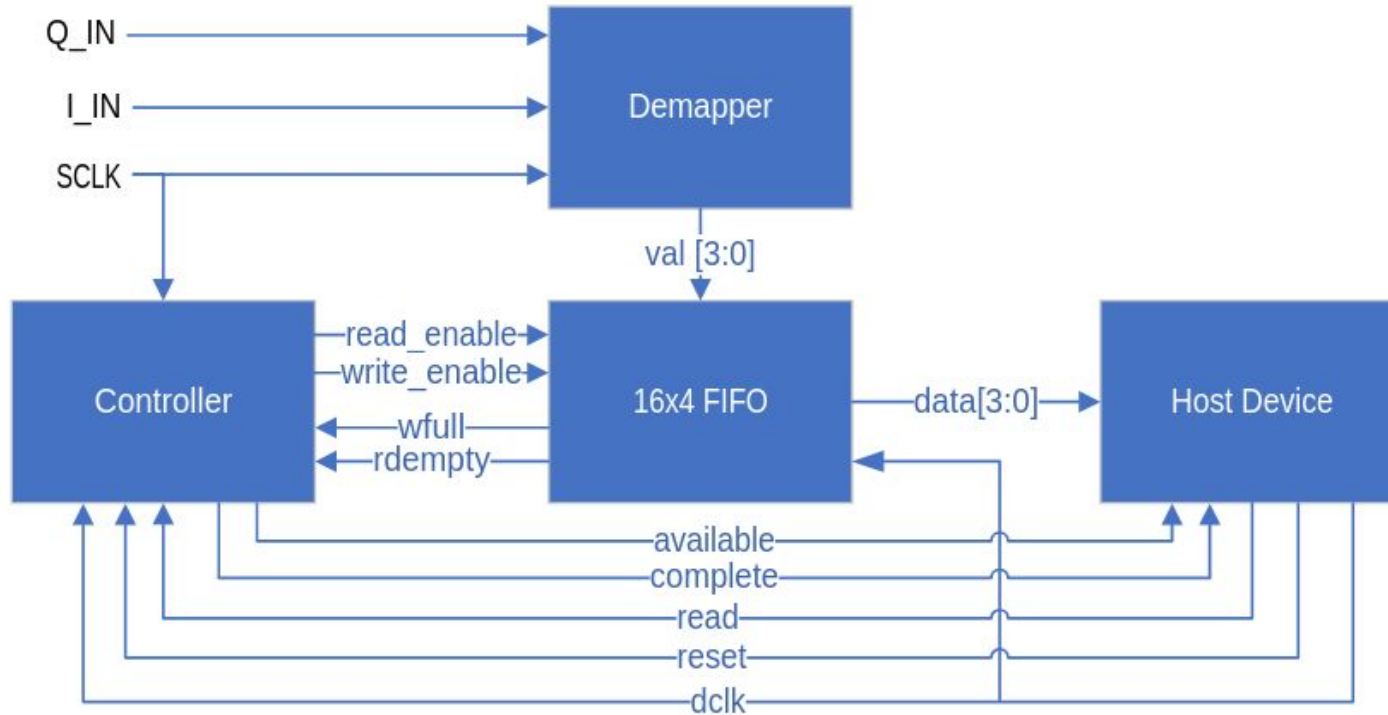 Q_IN
I_IN
SCLK
Demapper
val [3:0]
Controller
read_enable
write_enable
wfull
rdempty
16x4 FIFO
data[3:0]
Host Device
available
complete
read
reset
dclk